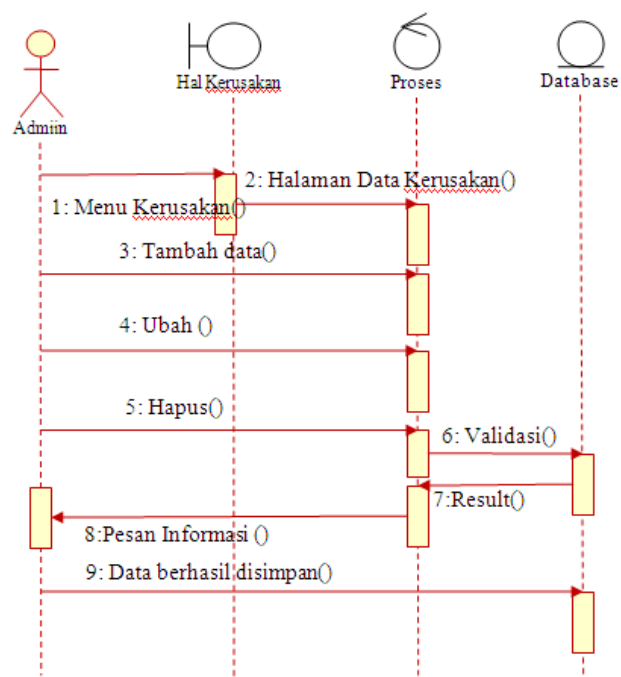 Hal Kerusakan
Proses
Database
Admiin
2: Halaman Data Kerusakan()
1: Menu Kerusakan()
3: Tambah data()
4: Ubah ()
5: Hapus()
6: Validasi()
7:Result()
8:Pesan Informasi ()
9: Data berhasil disimpan()